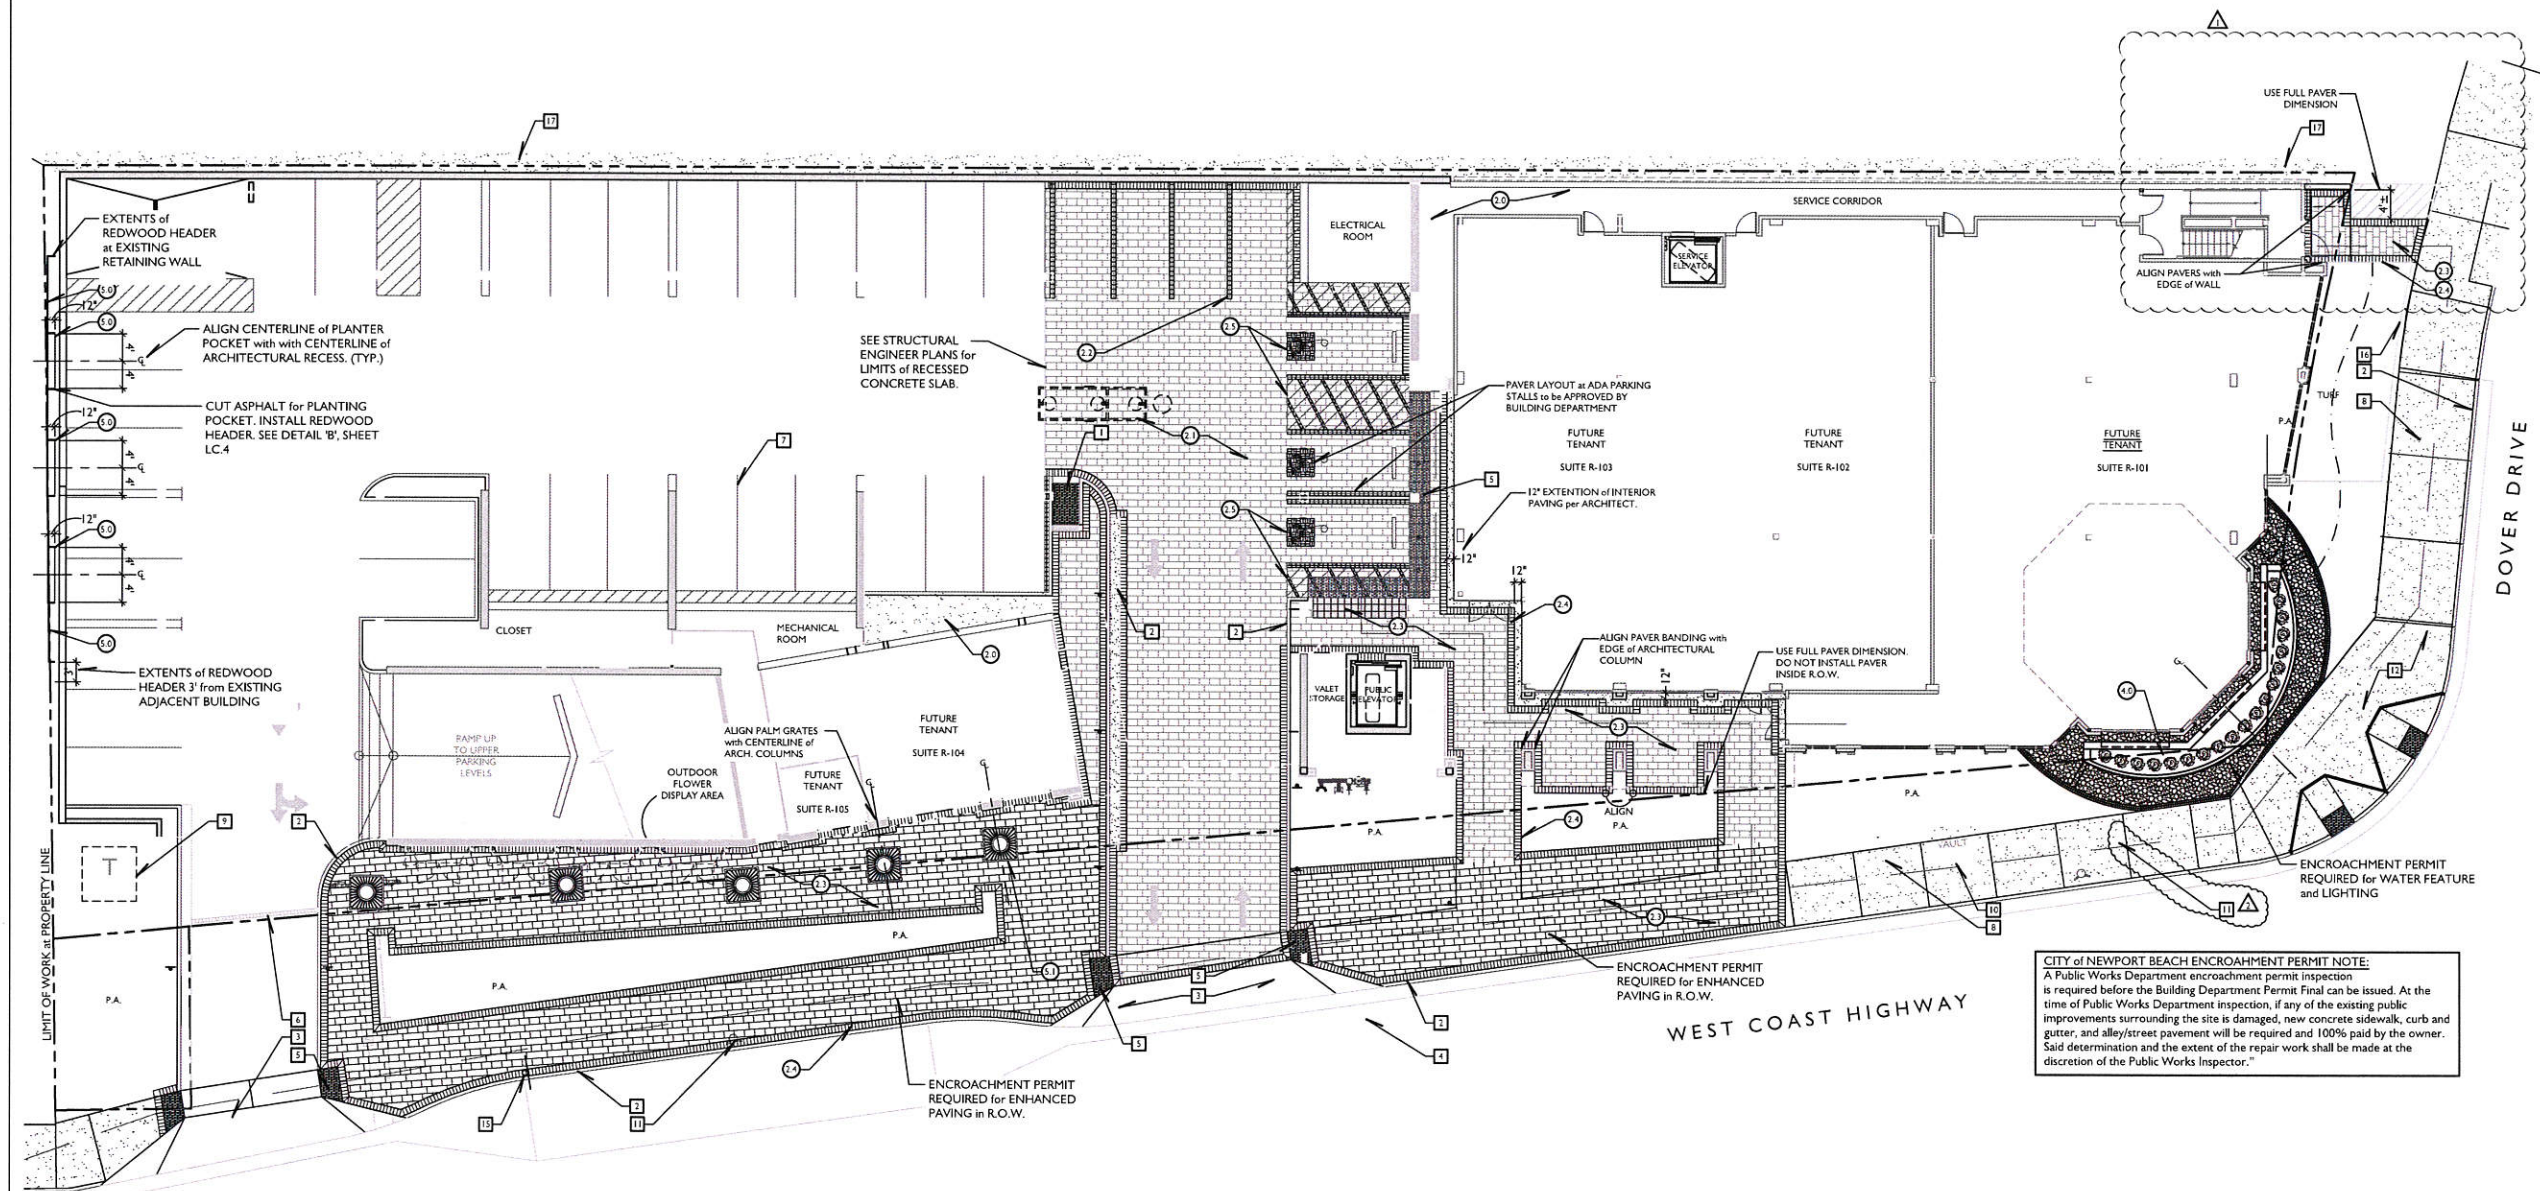 1
17
USE FULL PAVER
DIMENSION
17
EXTENTS of
REDWOOD HEADER
at EXISTING
RETAINING WALL
5.0
12"
5.0
4'
4'
ALIGN CENTERLINE of PLANTER
POCKET with with CENTERLINE of
ARCHITECTURAL RECESS. (TYP.)
CUT ASPHALT for PLANTING
POCKET. INSTALL REDWOOD
HEADER. SEE DETAIL 'B', SHEET
LC.4
12"
5.0
4'
4'
12"
5.0
4'
4'
5.0
3'
EXTENTS of REDWOOD
HEADER 3' from EXISTING
ADJACENT BUILDING
SEE STRUCTURAL
ENGINEER PLANS for
LIMITS of RECESSED
CONCRETE SLAB.
2.2
2.1
1
7
ELECTRICAL
ROOM
2.0
SERVICE CORRIDOR
SERVICE
ELEVATOR
4'±
ALIGN PAVERS with
EDGE of WALL
2.3
2.4
2.5
PAVER LAYOUT at ADA PARKING
STALLS to be APPROVED BY
BUILDING DEPARTMENT
FUTURE
TENANT
SUITE R-103
FUTURE
TENANT
SUITE R-102
FUTURE
TENANT
SUITE R-101
TURF
P.A.
16
2
8
DOVER DRIVE
5
12" EXTENTION of INTERIOR
PAVING per ARCHITECT.
2.5
12"
12"
2.4
CLOSET
MECHANICAL
ROOM
2.0
2
2
2.3
ALIGN PAVER BANDING with
EDGE of ARCHITECTURAL
COLUMN
12"
USE FULL PAVER DIMENSION.
DO NOT INSTALL PAVER
INSIDE R.O.W.
12
4.0
VALET
STORAGE
PUBLIC
ELEVATOR
2.3
RAMP UP
TO UPPER
PARKING
LEVELS
ALIGN PALM GRATES
with CENTERLINE of
ARCH. COLUMNS
FUTURE
TENANT
SUITE R-104
FUTURE
TENANT
SUITE R-105
OUTDOOR
FLOWER
DISPLAY AREA
9
T
2
2.3
P.A.
2.4
ALIGN
P.A.
P.A.
VAULT
ENCROACHMENT PERMIT
REQUIRED for WATER FEATURE
and LIGHTING
10
8
11
2.3
LIMIT OF WORK at PROPERTY LINE
P.A.
P.A.
P.A.
5.1
6
3
5
5
3
5
2
4
ENCROACHMENT PERMIT
REQUIRED for ENHANCED
PAVING in R.O.W.
WEST COAST HIGHWAY
15
2
11
2.4
ENCROACHMENT PERMIT
REQUIRED for ENHANCED
PAVING in R.O.W.
CITY of NEWPORT BEACH ENCROAHMENT PERMIT NOTE:
A Public Works Department encroachment permit inspection
is required before the Building Department Permit Final can be issued. At the
time of Public Works Department inspection, if any of the existing public
improvements surrounding the site is damaged, new concrete sidewalk, curb and
gutter, and alley/street pavement will be required and 100% paid by the owner.
Said determination and the extent of the repair work shall be made at the
discretion of the Public Works Inspector."